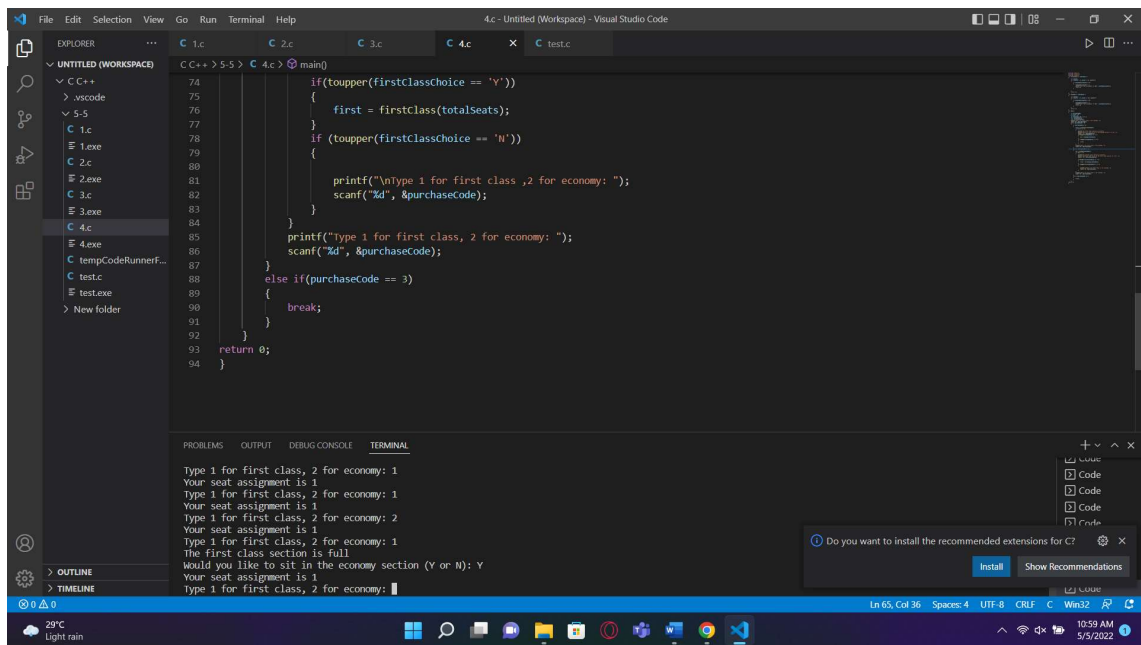 File Edit Selection View Go Run Terminal Help
4.c - Untitled (Workspace) - Visual Studio Code
EXPLORER
UNTITLED (WORKSPACE)
C C++
.vscode
5-5
C 1.c
1.exe
C 2.c
2.exe
C 3.c
3.exe
C 4.c
4.exe
C tempCodeRunnerF...
C test.c
test.exe
New folder
OUTLINE
TIMELINE
C 1.c C 2.c C 3.c C 4.c C test.c
C C++ > 5-5 > C 4.c > main()
74 if(toupper(firstClassChoice == 'Y'))
75 {
76 first = firstClass(totalSeats);
77 }
78 if (toupper(firstClassChoice == 'N'))
79 {
80
81 printf("\nType 1 for first class ,2 for economy: ");
82 scanf("%d", &purchaseCode);
83 }
84 }
85 printf("Type 1 for first class, 2 for economy: ");
86 scanf("%d", &purchaseCode);
87 }
88 else if(purchaseCode == 3)
89 {
90 break;
91 }
92 }
93 return 0;
94 }
PROBLEMS OUTPUT DEBUG CONSOLE TERMINAL
Type 1 for first class, 2 for economy: 1
Your seat assignment is 1
Type 1 for first class, 2 for economy: 1
Your seat assignment is 1
Type 1 for first class, 2 for economy: 2
Your seat assignment is 1
Type 1 for first class, 2 for economy: 1
The first class section is full
Would you like to sit in the economy section (Y or N): Y
Your seat assignment is 1
Type 1 for first class, 2 for economy:
Code
Code
Code
Code
Code
Code
Do you want to install the recommended extensions for C?
Install Show Recommendations
0 0
Ln 65, Col 36 Spaces: 4 UTF-8 CRLF C Win32
29°C
Light rain
10:59 AM
5/5/2022
1